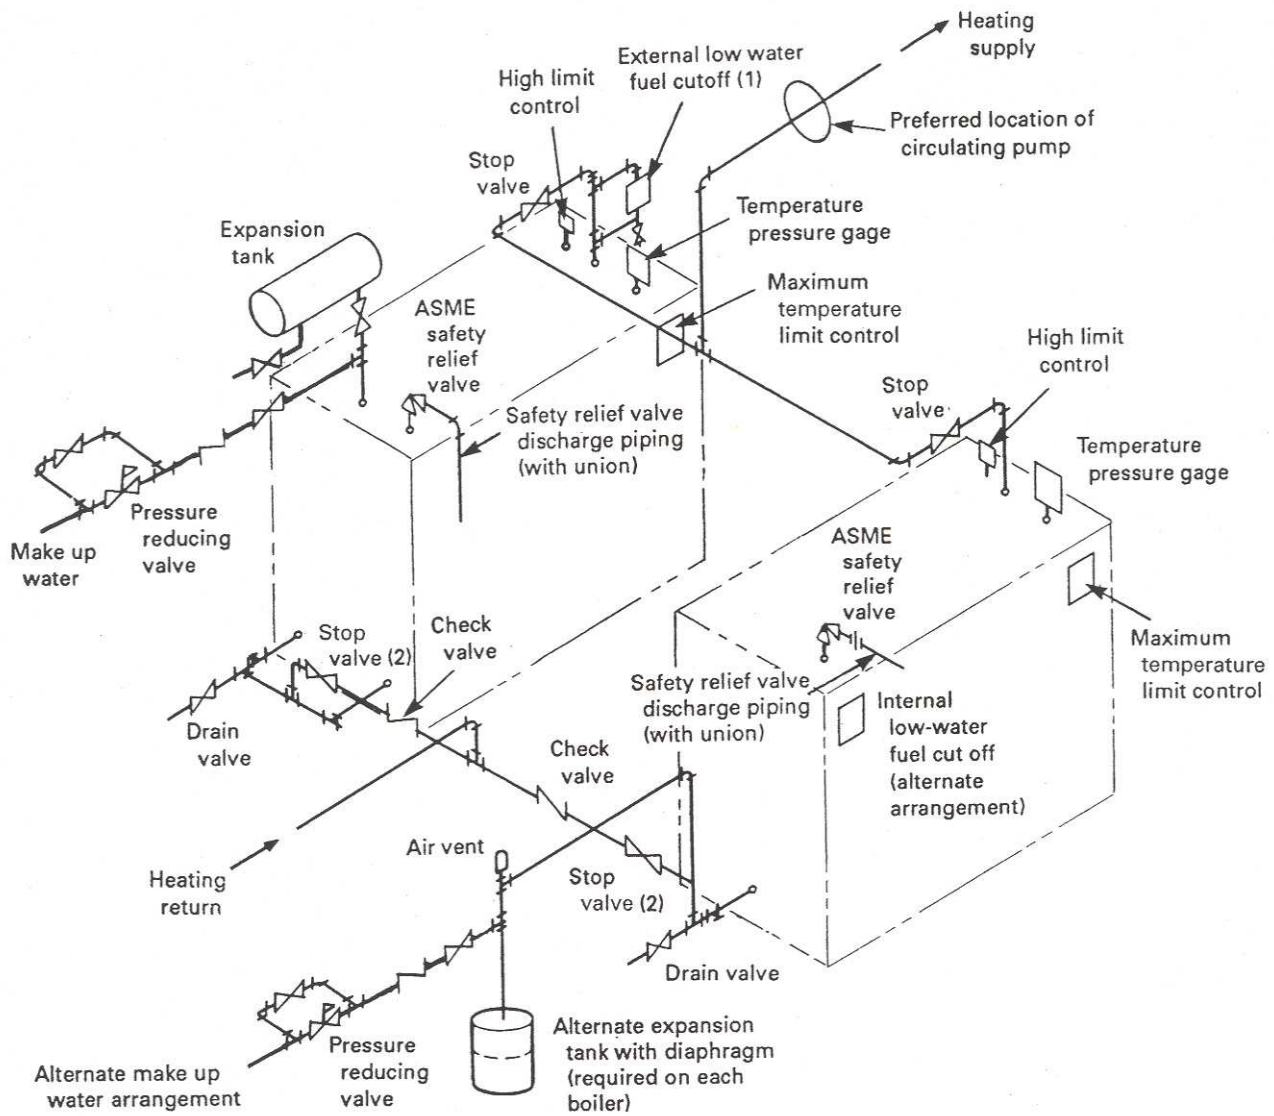 Heating
supply
External low water
fuel cutoff (1)
High limit
control
Preferred location of
circulating pump
Stop
valve
Temperature
pressure gage
Expansion
tank
ASME
safety
relief
valve
Maximum
temperature
limit control
High limit
control
Stop
valve
Safety relief valve
discharge piping
(with union)
Temperature
pressure gage
Pressure
reducing
valve
Make up
water
ASME
safety
relief
valve
Stop
valve (2)
Check
valve
Maximum
temperature
limit control
Safety relief valve
discharge piping
(with union)
Internal
low-water
fuel cut off
(alternate
arrangement)
Drain
valve
Check
valve
Air vent
Heating
return
Stop
valve (2)
Drain valve
Alternate expansion
tank with diaphragm
(required on each
boiler)
Pressure
reducing
valve
Alternate make up
water arrangement